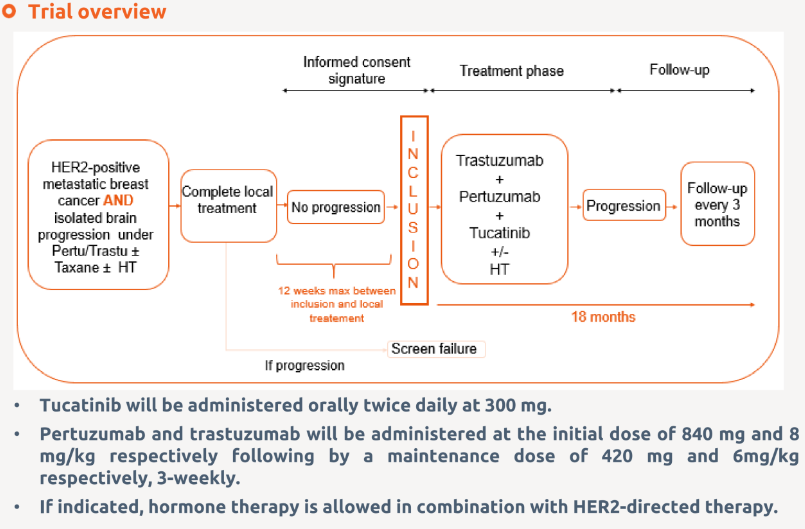 Trial overview
Informed consent
signature
Treatment phase
Follow-up
HER2-positive
metastatic breast
cancer AND
isolated brain
progression under
Pertu/Trastu ±
Taxane ± HT
Complete local
treatment
No progression
INCLUSION
Trastuzumab
+
Pertuzumab
+
Tucatinib
+/-
HT
Progression
Follow-up
every 3
months
12 weeks max between
inclusion and local
treatement
18 months
Screen failure
If progression
• Tucatinib will be administered orally twice daily at 300 mg.
• Pertuzumab and trastuzumab will be administered at the initial dose of 840 mg and 8
mg/kg respectively following by a maintenance dose of 420 mg and 6mg/kg
respectively, 3-weekly.
• If indicated, hormone therapy is allowed in combination with HER2-directed therapy.